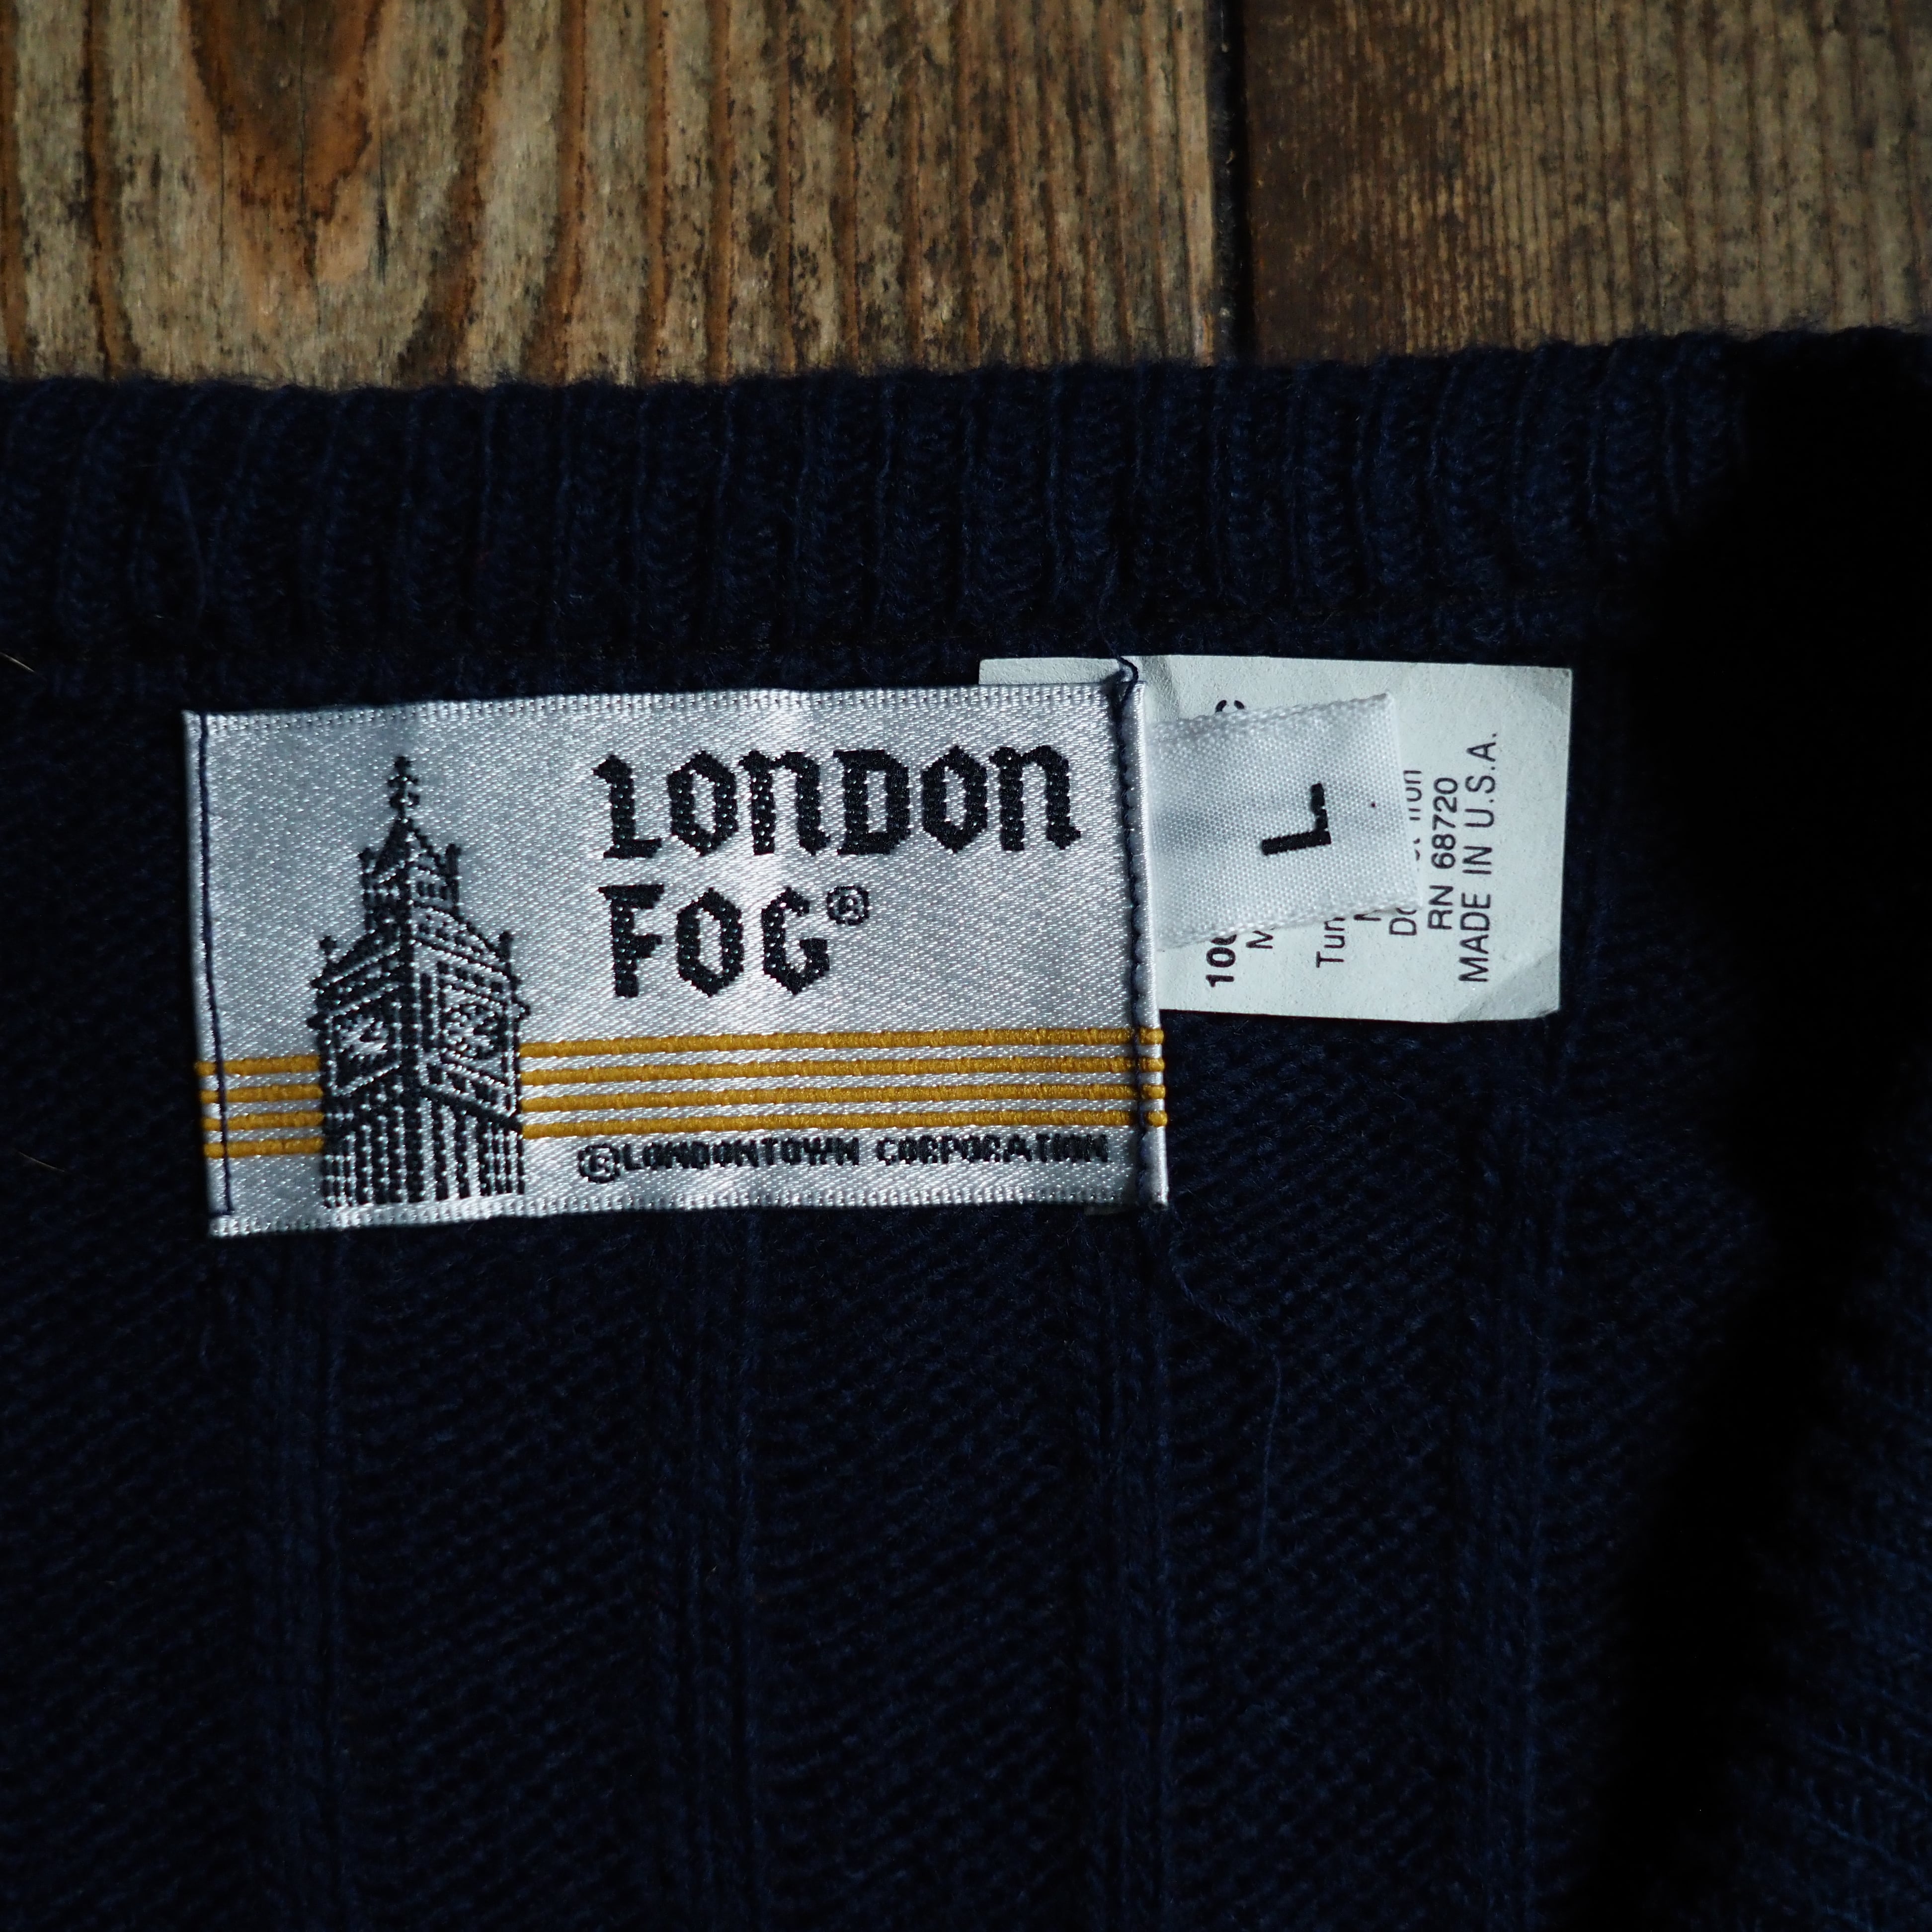 LONDON
FOG®
®LONDONTOWN CORPORATION
L
RN 68720
MADE IN U.S.A.